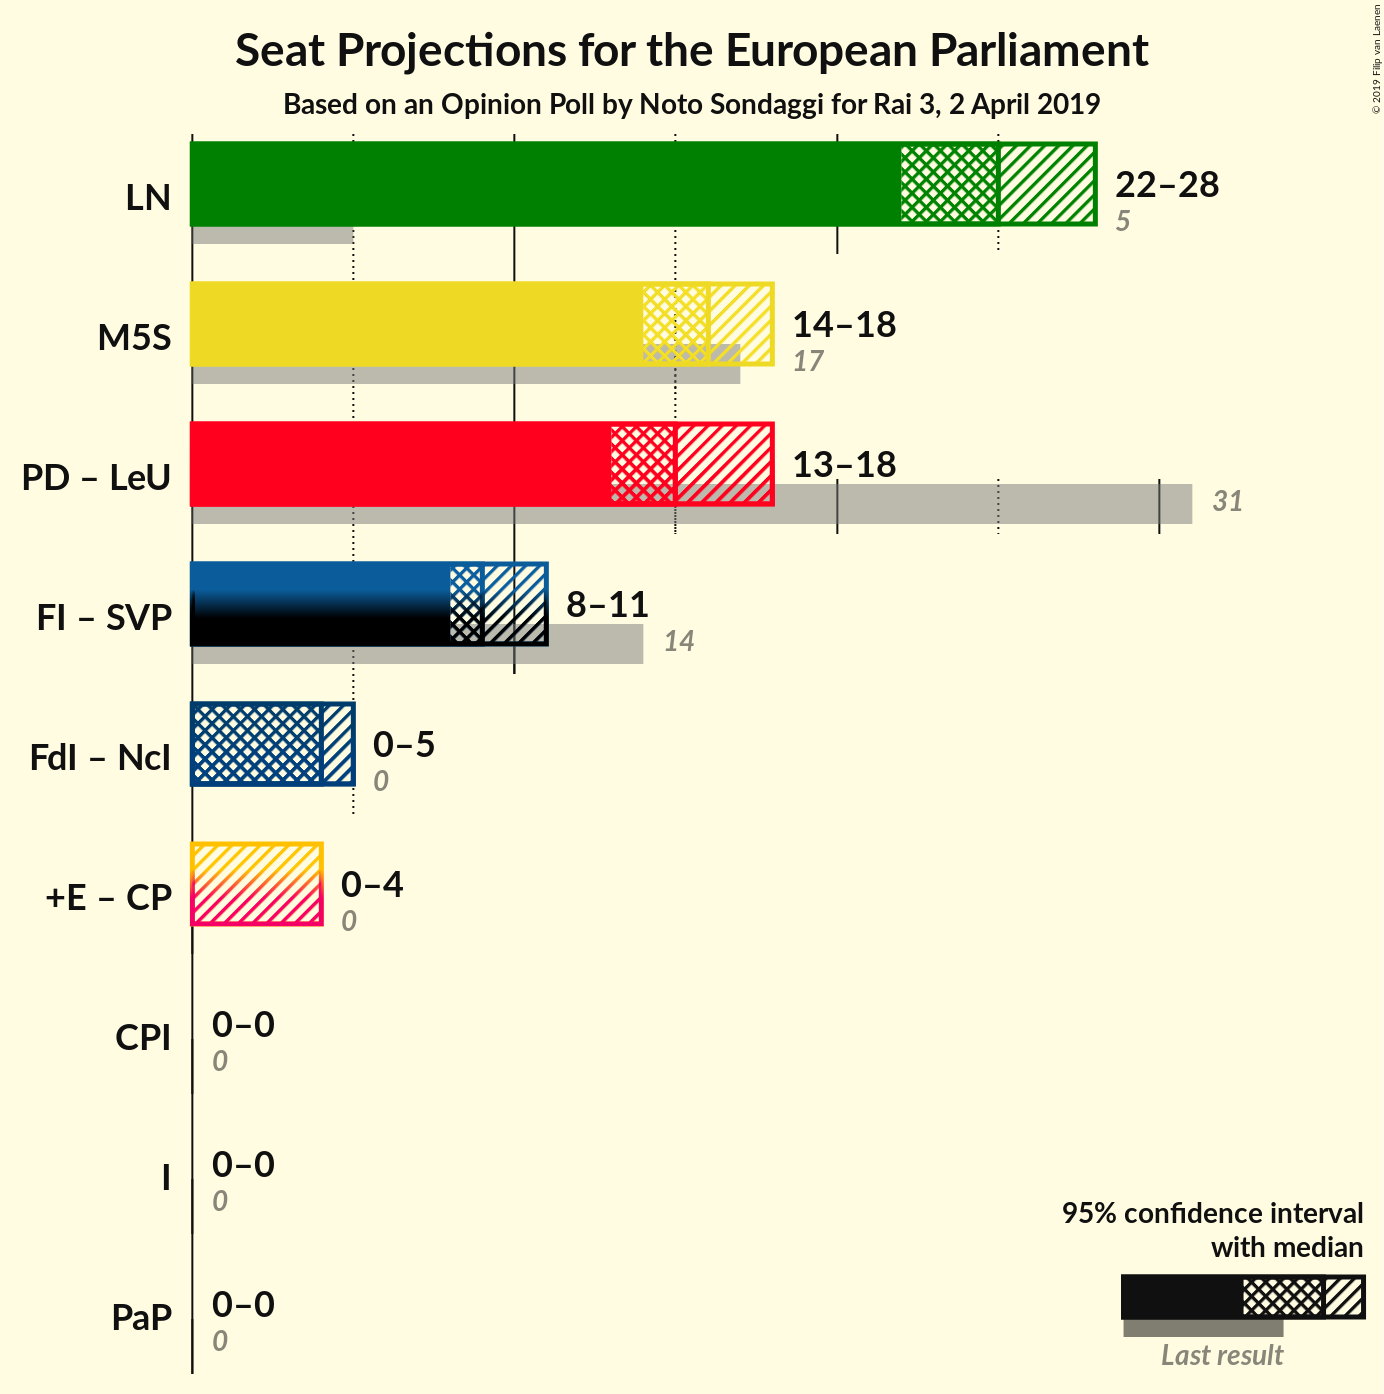 Seat Projections for the European Parliament
Based on an Opinion Poll by Noto Sondaggi for Rai 3, 2 April 2019
© 2019 Filip van Laenen
LN
22–28
5
M5S
14–18
17
PD – LeU
13–18
31
FI – SVP
8–11
14
FdI – NcI
0–5
0
+E – CP
0–4
0
CPI
0–0
0
I
0–0
0
PaP
0–0
0
95% confidence interval
with median
Last result